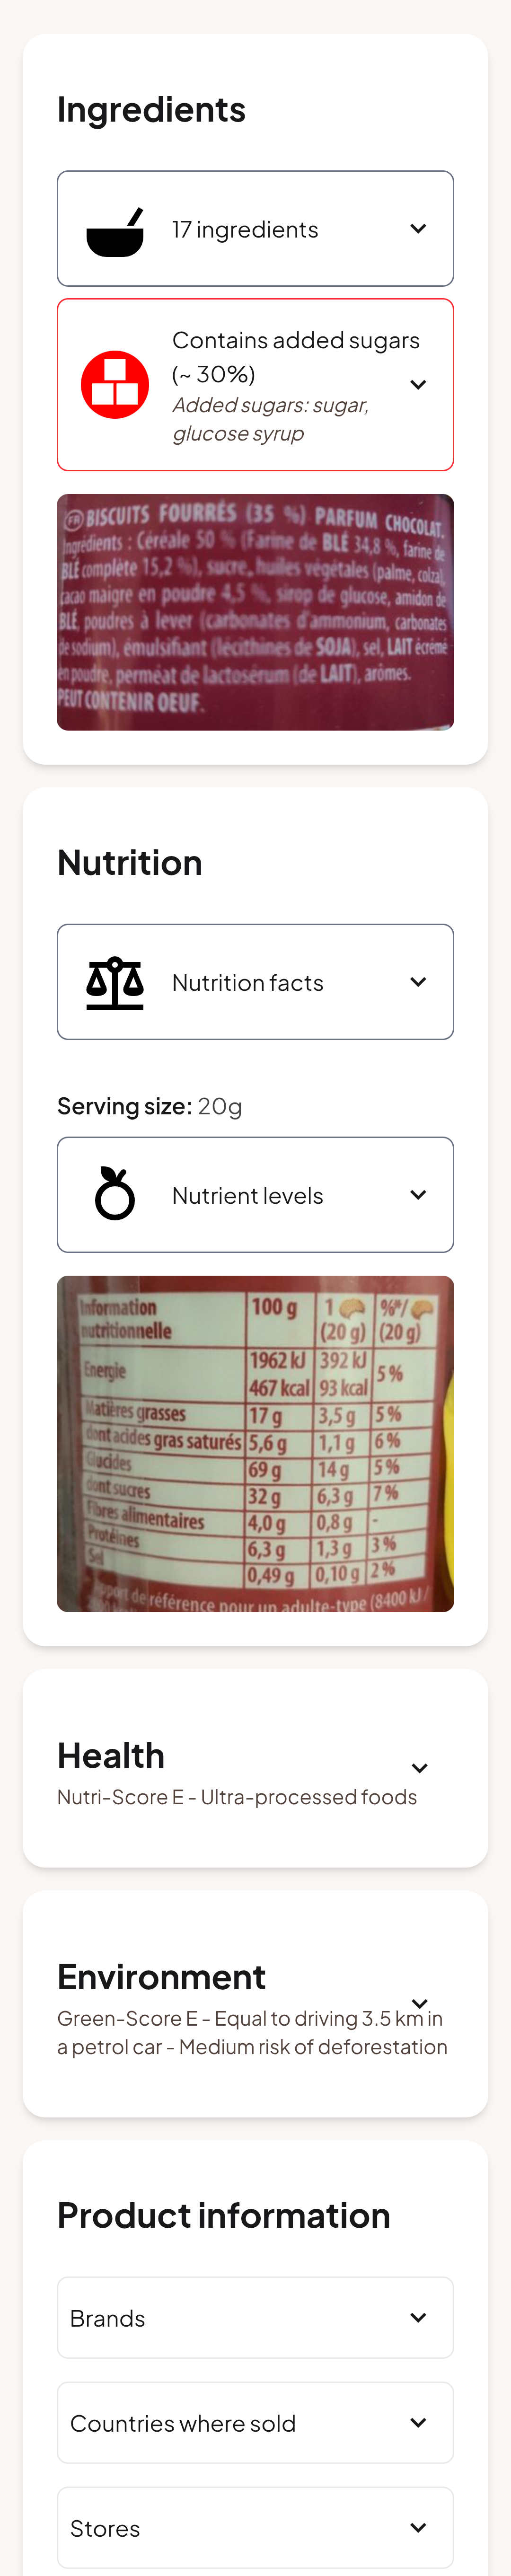 Ingredients
17 ingredients
Contains added sugars
(~ 30%)
Added sugars: sugar,
glucose syrup
FR BISCUITS FOURRÉS (35 %) PARFUM CHOCOLAT.
Ingrédients : Céréale 50 % (Farine de BLÉ 34,8 %, farine de
BLÉ complète 15,2 %), sucre, huiles végétales (palme, colza),
cacao maigre en poudre 4,5 %, sirop de glucose, amidon de
BLÉ, poudres à lever (carbonates d'ammonium, carbonates
de sodium), émulsifiant (lécithines de SOJA), sel, LAIT écrémé
en poudre, perméat de lactosérum (de LAIT), arômes.
PEUT CONTENIR OEUF.
Nutrition
Nutrition facts
Serving size: 20g
Nutrient levels
Information nutritionnelle 100 g 1 (20 g) %*/ (20 g)
Energie 1962 kJ 392 kJ 5 %
467 kcal 93 kcal
Matières grasses 17 g 3,5 g 5 %
dont acides gras saturés 5,6 g 1,1 g 6 %
Glucides 69 g 14 g 5 %
dont sucres 32 g 6,3 g 7 %
Fibres alimentaires 4,0 g 0,8 g -
Protéines 6,3 g 1,3 g 3 %
Sel 0,49 g 0,10 g 2 %
de référence pour un adulte-type (8400 kJ /
Health
Nutri-Score E - Ultra-processed foods
Environment
Green-Score E - Equal to driving 3.5 km in
a petrol car - Medium risk of deforestation
Product information
Brands
Countries where sold
Stores